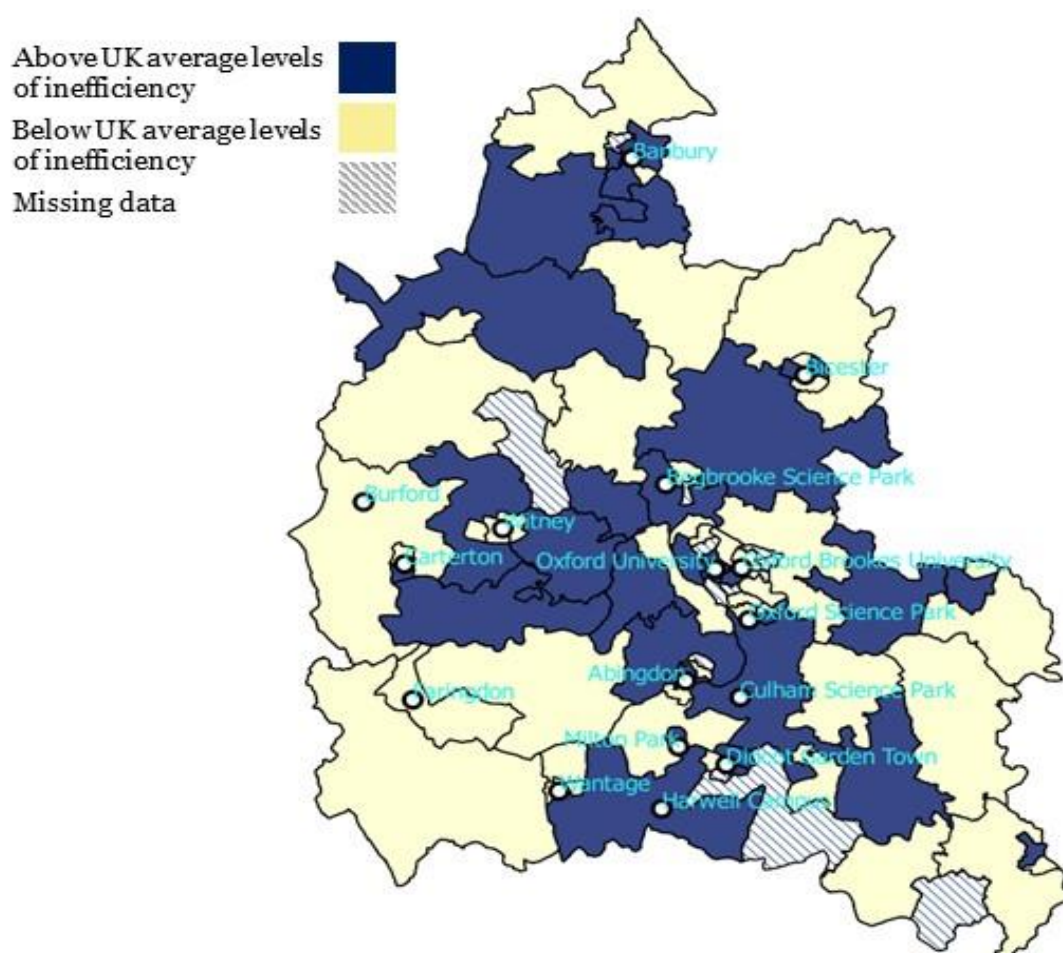 Above UK average levels
of inefficiency
Below UK average levels
of inefficiency
Missing data
Banbury
Bicester
Begbrooke Science Park
Burford
Witney
Carterton
Oxford University
Oxford Brookes University
Oxford Science Park
Abingdon
Culham Science Park
Faringdon
Milton Park
Didcot Garden Town
Wantage
Harwell Campus